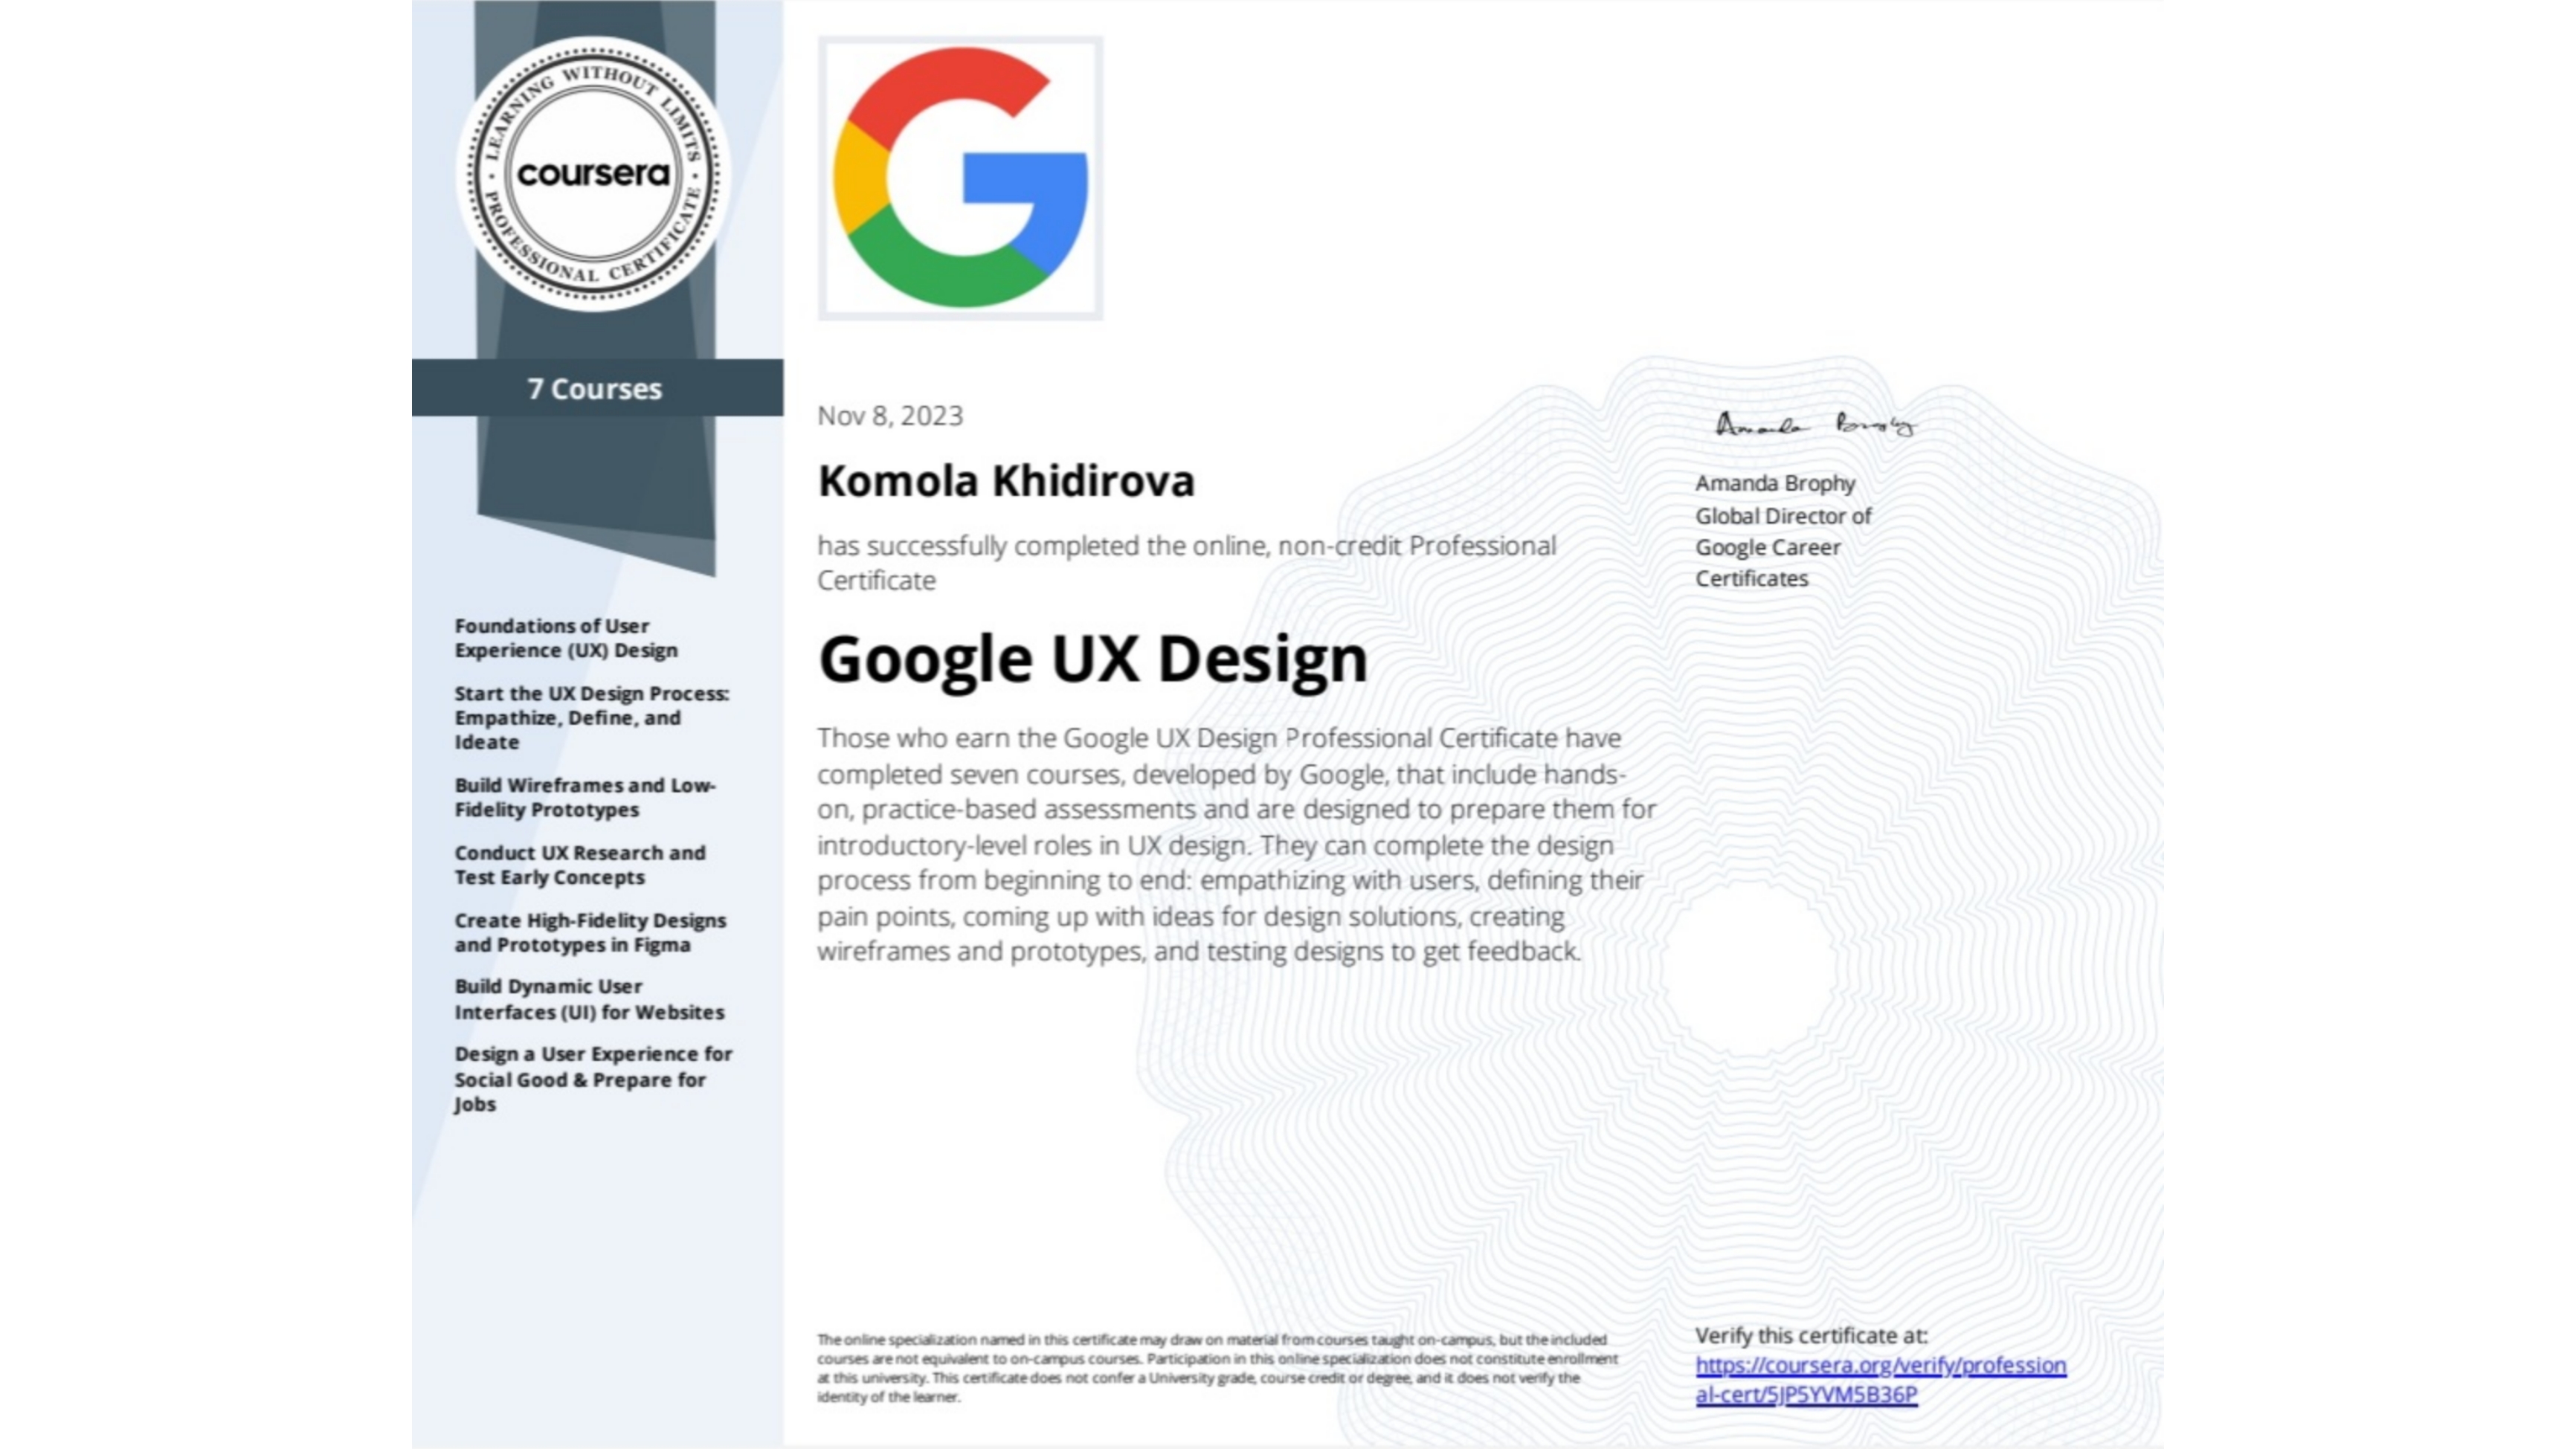 LEARNING WITHOUT LIMITS
coursera
PROFESSIONAL CERTIFICATE
7 Courses
Foundations of User
Experience (UX) Design
Start the UX Design Process:
Empathize, Define, and
Ideate
Build Wireframes and Low-
Fidelity Prototypes
Conduct UX Research and
Test Early Concepts
Create High-Fidelity Designs
and Prototypes in Figma
Build Dynamic User
Interfaces (UI) for Websites
Design a User Experience for
Social Good & Prepare for
Jobs
Nov 8, 2023
Komola Khidirova
has successfully completed the online, non-credit Professional
Certificate
Google UX Design
Those who earn the Google UX Design Professional Certificate have
completed seven courses, developed by Google, that include hands-
on, practice-based assessments and are designed to prepare them for
introductory-level roles in UX design. They can complete the design
process from beginning to end: empathizing with users, defining their
pain points, coming up with ideas for design solutions, creating
wireframes and prototypes, and testing designs to get feedback.
Amanda Brophy
Amanda Brophy
Global Director of
Google Career
Certificates
The online specialization named in this certificate may draw on material from courses taught on-campus, but the included
courses are not equivalent to on-campus courses. Participation in this online specialization does not constitute enrollment
at this university. This certificate does not confer a University grade, course credit or degree, and it does not verify the
identity of the learner.
Verify this certificate at:
https://coursera.org/verify/profession
al-cert/5JP5YVM5B36P